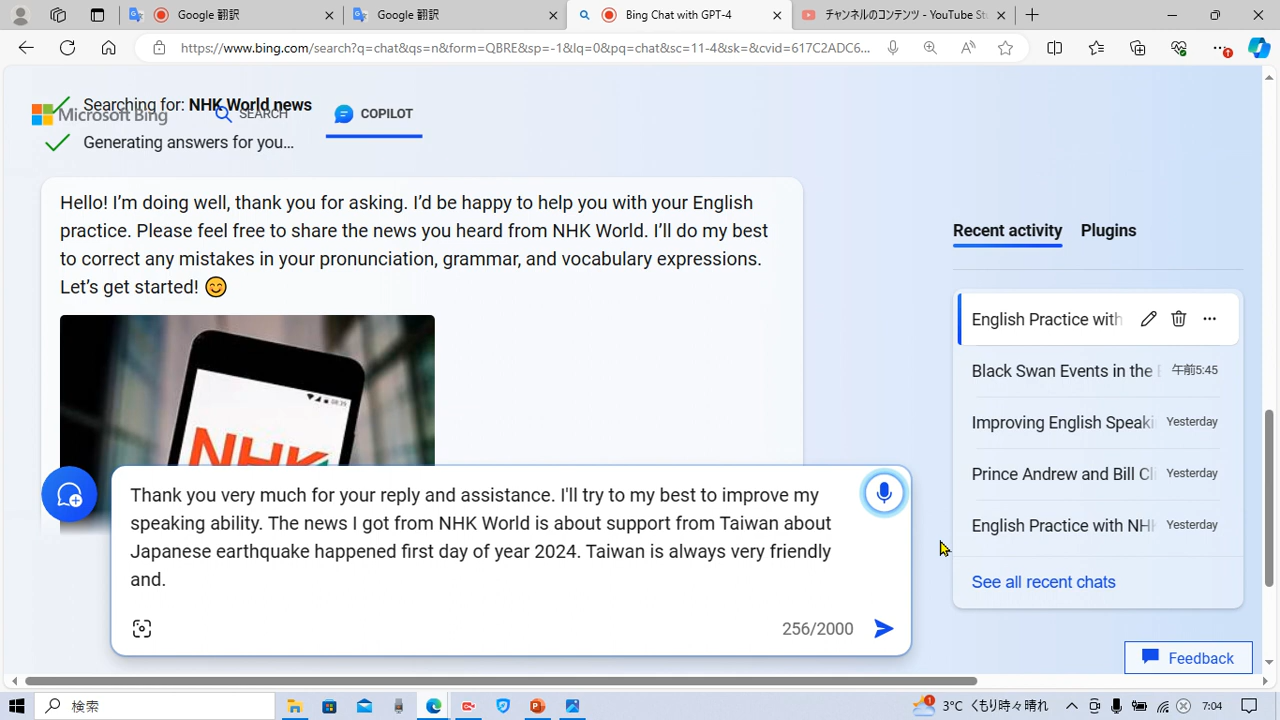 Google 翻訳
Google 翻訳
Bing Chat with GPT-4
チャンネルのコンテンツ - YouTube Stu
https://www.bing.com/search?q=chat&qs=n&form=QBRE&sp=-1&lq=0&pq=chat&sc=11-4&sk=&cvid=617C2ADC6...
Searching for: NHK World news
Microsoft Bing
SEARCH
COPILOT
Generating answers for you...
Hello! I'm doing well, thank you for asking. I'd be happy to help you with your English
practice. Please feel free to share the news you heard from NHK World. I'll do my best
to correct any mistakes in your pronunciation, grammar, and vocabulary expressions.
Let's get started!
NHK
Recent activity
Plugins
English Practice with
Black Swan Events in the
午前5:45
Improving English Speaki
Yesterday
Prince Andrew and Bill Cli
Yesterday
English Practice with NHK
Yesterday
See all recent chats
Thank you very much for your reply and assistance. I'll try to my best to improve my
speaking ability. The news I got from NHK World is about support from Taiwan about
Japanese earthquake happened first day of year 2024. Taiwan is always very friendly
and.
256/2000
Feedback
検索
3°C くもり時々晴れ
7:04